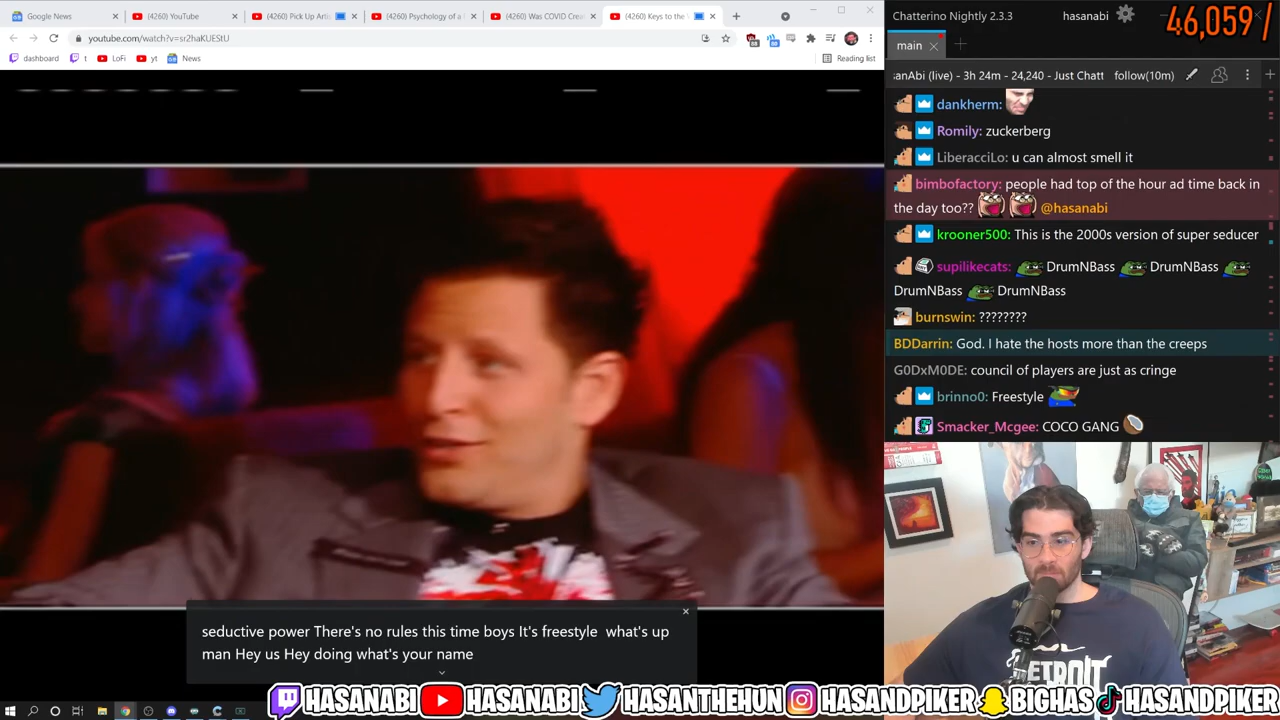 Google News
(4260) YouTube
(4260) Pick Up Artis
(4260) Psychology of a
(4260) Was COVID Crea
(4260) Keys to the V
youtube.com/watch?v=sr2haKUEStU
dashboard
t
LoFi
yt
News
Reading list
Chatterino Nightly 2.3.3
hasanabi
46,059 /
main
anAbi (live) - 3h 24m - 24,240 - Just Chatt
follow(10m)
dankherm:
Romily: zuckerberg
LiberacciLo: u can almost smell it
bimbofactory: people had top of the hour ad time back in
the day too?? @hasanabi
krooner500: This is the 2000s version of super seducer
supilikecats: DrumNBass DrumNBass
DrumNBass DrumNBass
burnswin: ????????
BDDarrin: God. I hate the hosts more than the creeps
G0DxM0DE: council of players are just as cringe
brinno0: Freestyle
Smacker_Mcgee: COCO GANG
seductive power There's no rules this time boys It's freestyle what's up
man Hey us Hey doing what's your name
DETROIT
HASANABI
HASANABI
HASANTHEHUN
HASANDPIKER
BIGHAS
HASANDPIKER